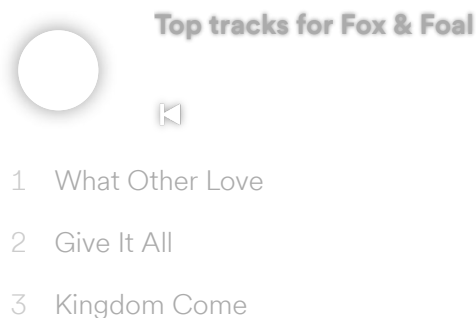 Top tracks for Fox & Foal
1 What Other Love
2 Give It All
3 Kingdom Come